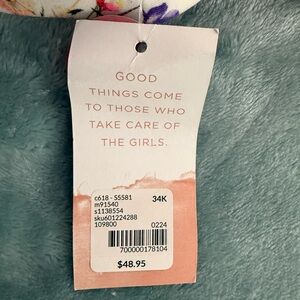 GOOD
THINGS COME
TO THOSE WHO
TAKE CARE OF
THE GIRLS.
c618 - S5581 34K
m91540
s1138554
sku601224288
109800 0224
700000178104
$48.95